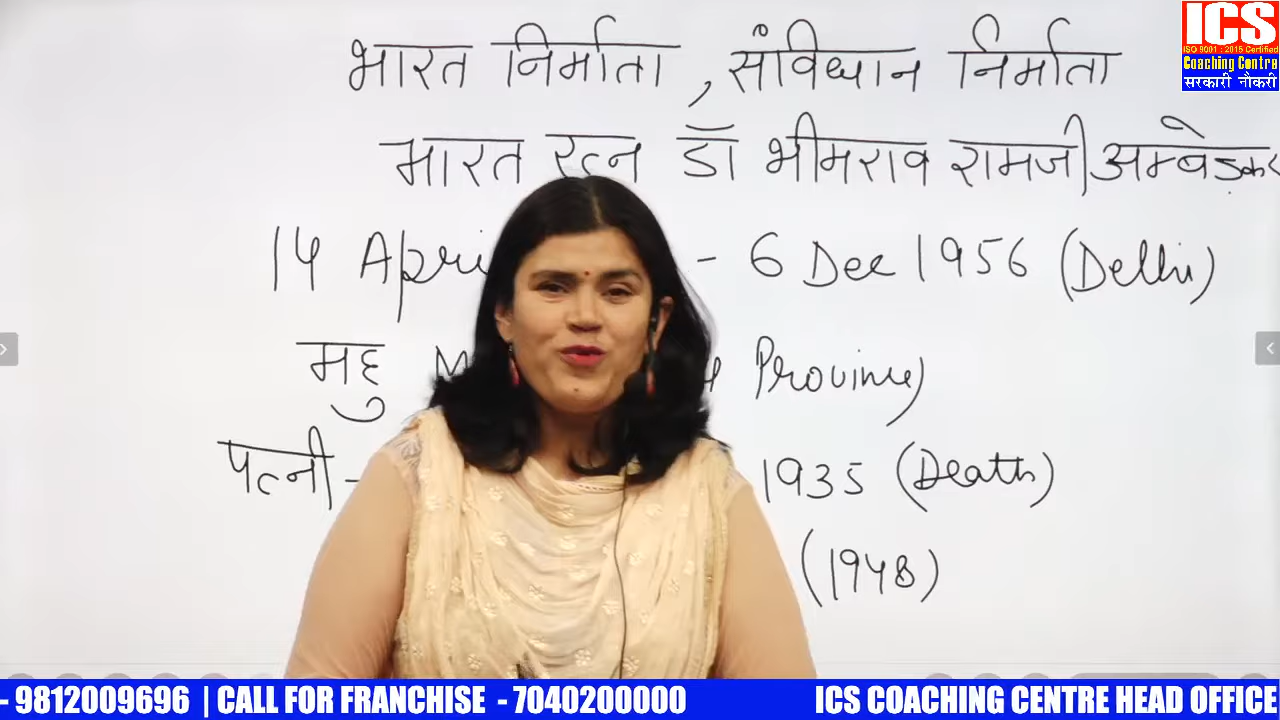 ICS
ISO 9001 : 2015 Certified
Coaching Centre
सरकारी नौकरी
भारत निर्माता , संविधान निर्माता
भारत रत्न डॉ भीमराव रामजी अम्बेड़कर
14 Apri - 6 Dec 1956 (Delhi)
महु M Province)
पत्नी - 1935 (Death)
(1948)
- 9812009696 | CALL FOR FRANCHISE - 7040200000 ICS COACHING CENTRE HEAD OFFICE